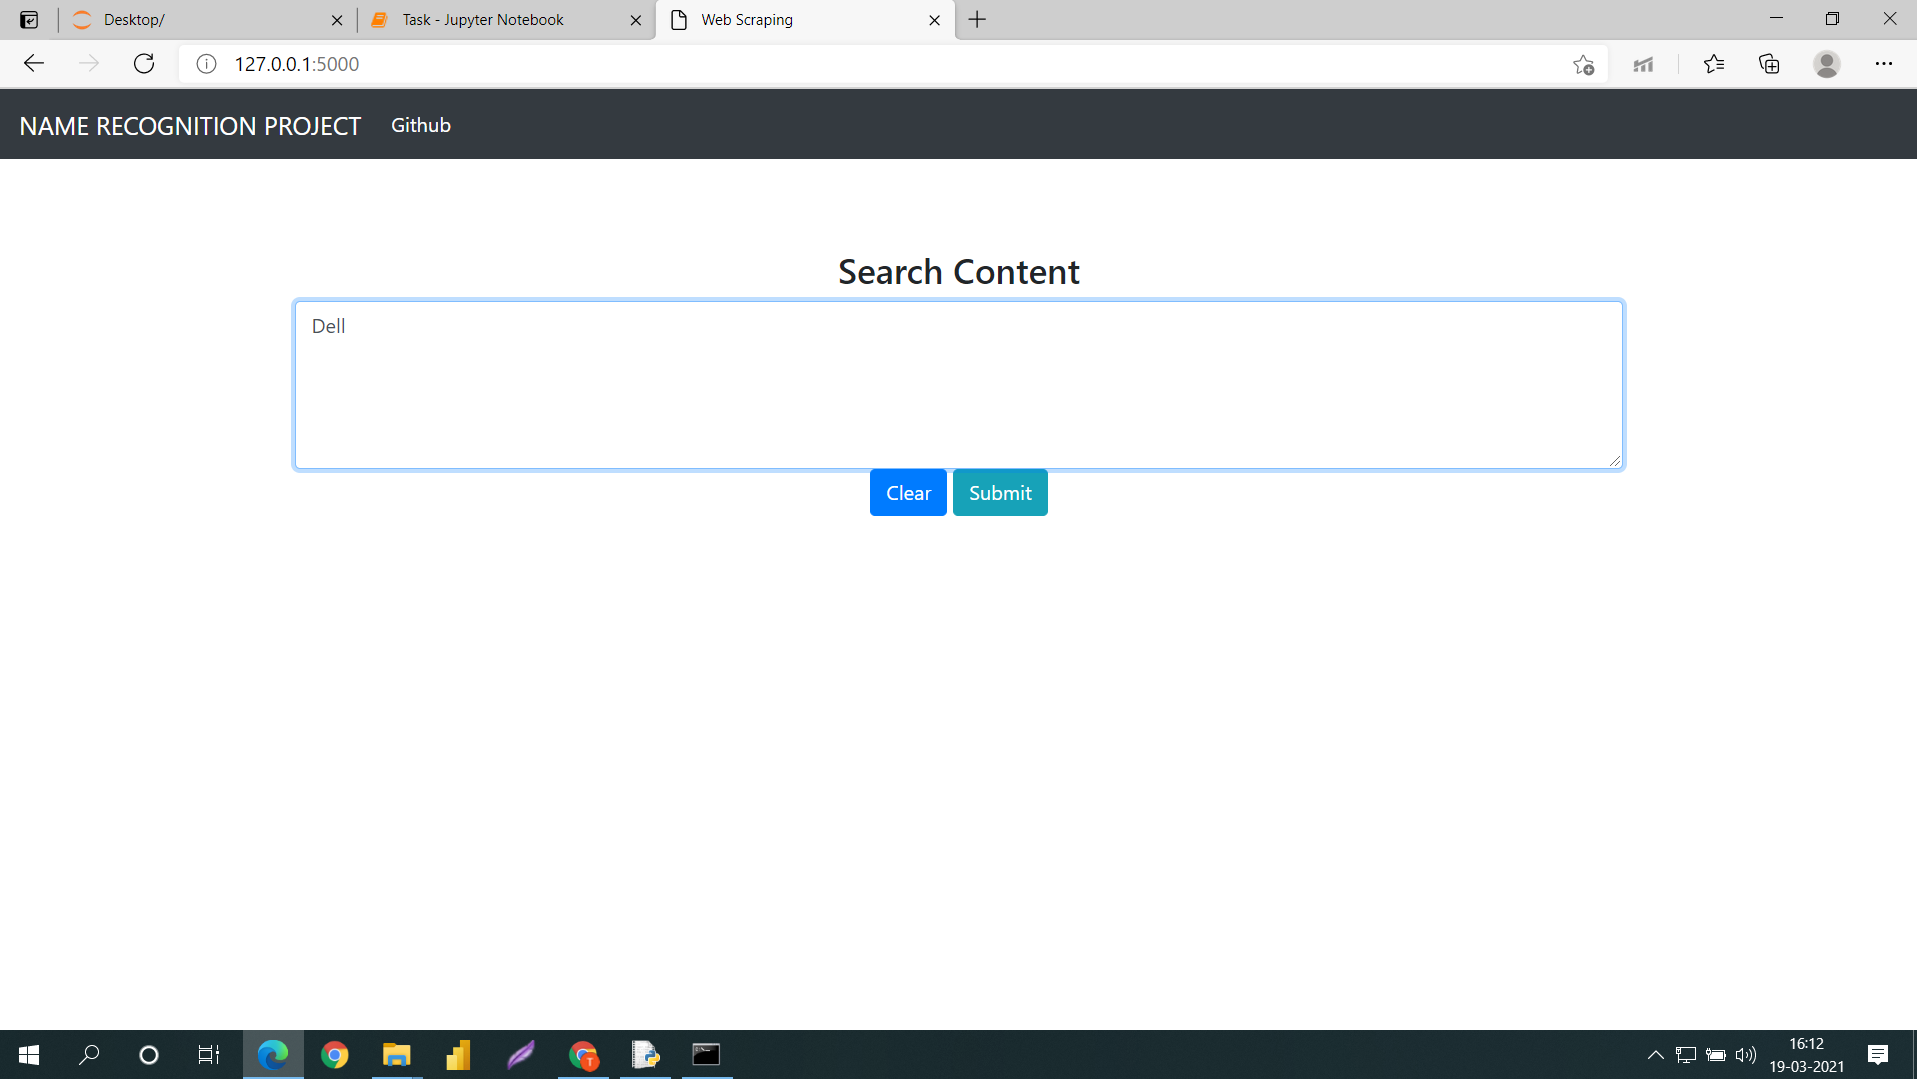 Desktop/
Task - Jupyter Notebook
Web Scraping
127.0.0.1:5000
NAME RECOGNITION PROJECT
Github
Search Content
Dell
Clear
Submit
T
16:12
19-03-2021